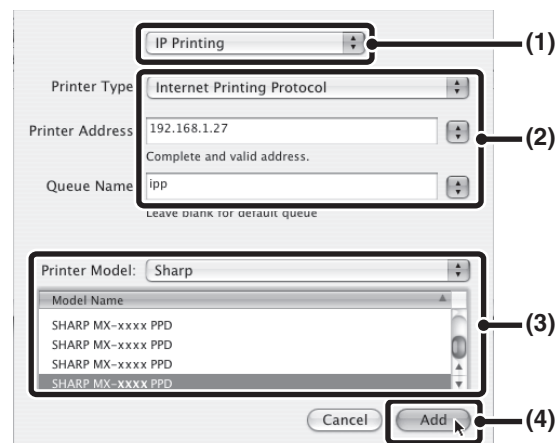 IP Printing
(1)
Printer Type Internet Printing Protocol
Printer Address 192.168.1.27
(2)
Complete and valid address.
Queue Name ipp
Leave blank for default queue
Printer Model: Sharp
Model Name
SHARP MX-xxxx PPD
(3)
SHARP MX-xxxx PPD
SHARP MX-xxxx PPD
SHARP MX-xxxx PPD
Cancel Add
(4)